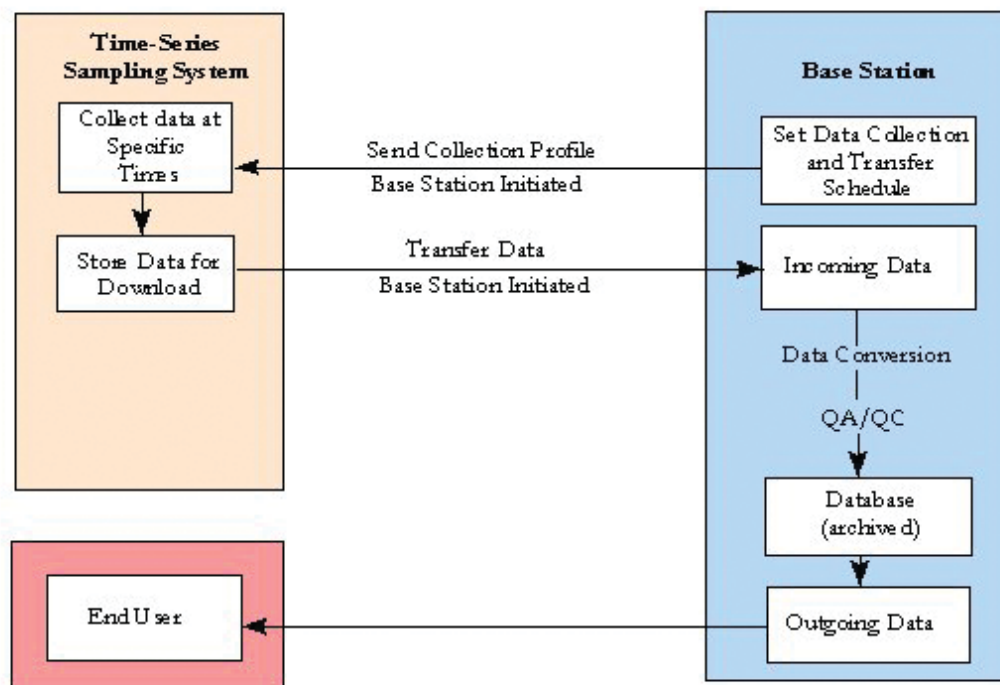 Time-Series
Sampling System
Collect data at
Specific
Times
Store Data for
Download
Send Collection Profile
Base Station Initiated
Transfer Data
Base Station Initiated
Base Station
Set Data Collection
and Transfer
Schedule
Incoming Data
Data Conversion
QA/QC
Database
(archived)
Outgoing Data
End User